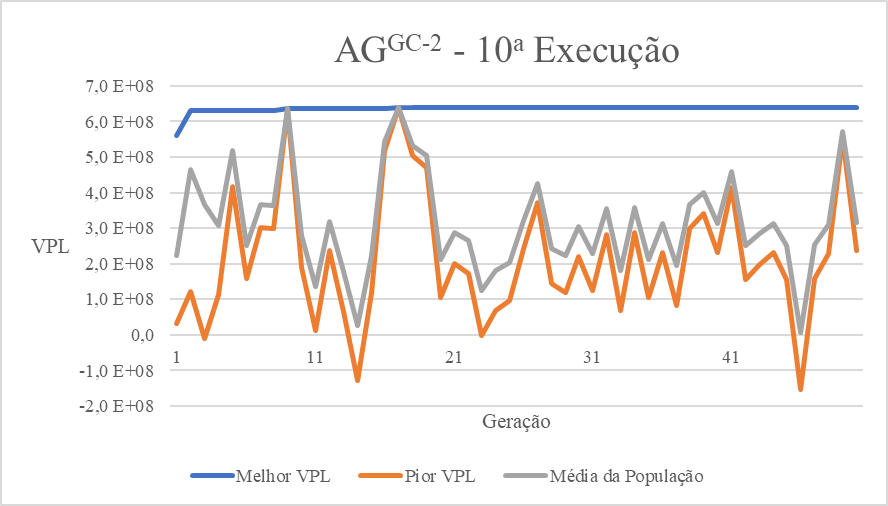 AGGC-2 - 10ª Execução
7,0 E+08
6,0 E+08
5,0 E+08
4,0 E+08
3,0 E+08
VPL
2,0 E+08
1,0 E+08
0,0
1 11 21 31 41
-1,0 E+08
-2,0 E+08
Geração
Melhor VPL Pior VPL Média da População